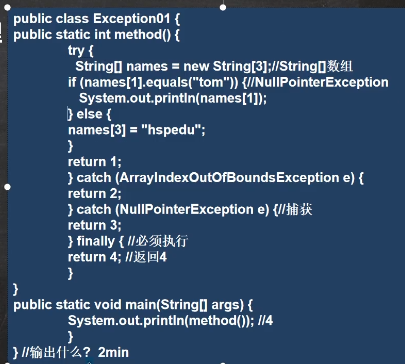 public class Exception01 {
public static int method() {
try {
String[] names = new String[3];//String[]数组
if (names[1].equals("tom")) {//NullPointerException
System.out.println(names[1]);
} else {
names[3] = "hspedu";
}
return 1;
} catch (ArrayIndexOutOfBoundsException e) {
return 2;
} catch (NullPointerException e) {//捕获
return 3;
} finally { //必须执行
return 4; //返回4
}
}
public static void main(String[] args) {
System.out.println(method()); //4
}
} //输出什么? 2min